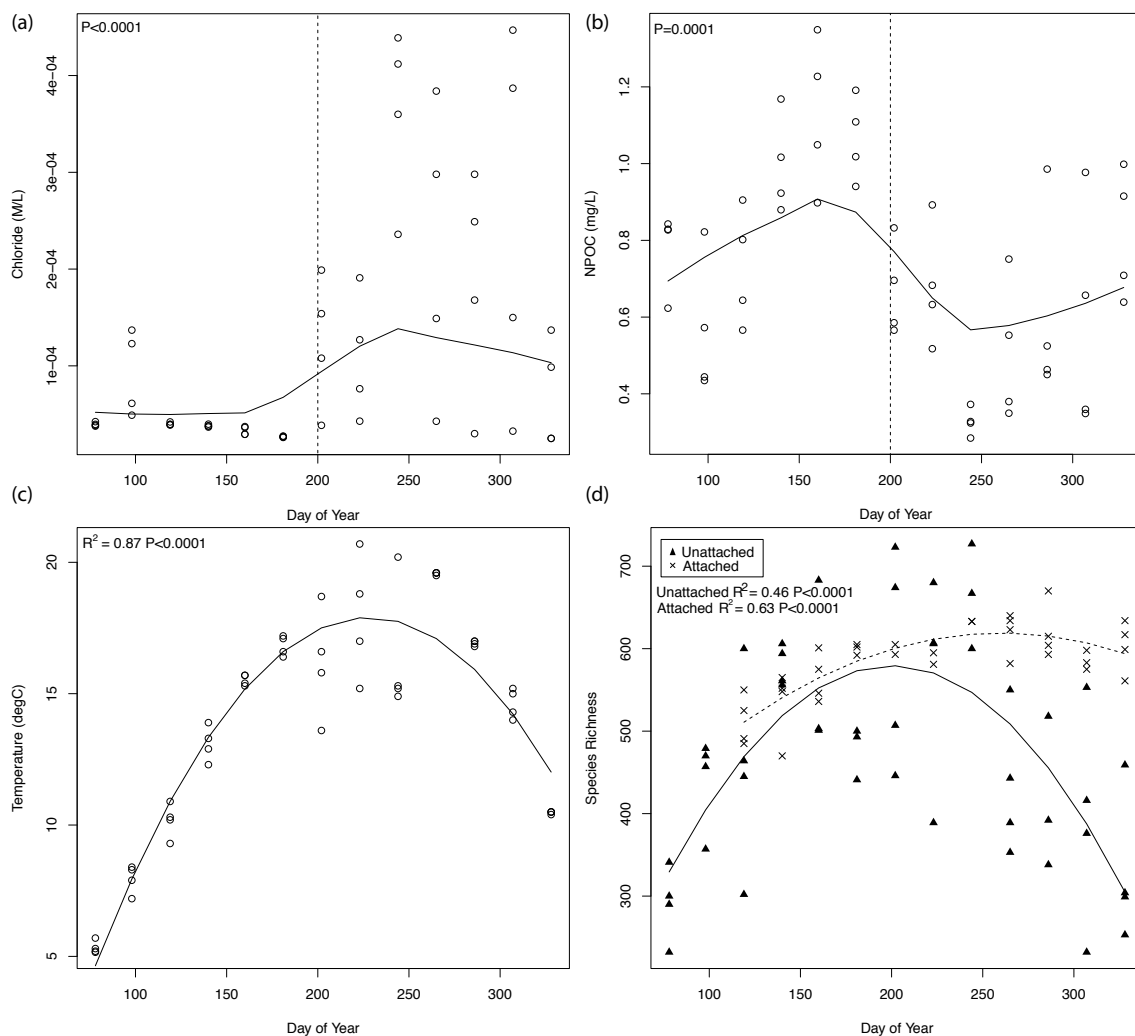 (a)
P<0.0001
4e-04
3e-04
2e-04
1e-04
Chloride (M/L)
100 150 200 250 300
Day of Year
(b)
P=0.0001
1.2
1.0
0.8
0.6
0.4
NPOC (mg/L)
100 150 200 250 300
Day of Year
(c)
R² = 0.87 P<0.0001
20
15
10
5
Temperature (degC)
100 150 200 250 300
Day of Year
(d)
Unattached
Attached
Unattached R² = 0.46 P<0.0001
Attached R² = 0.63 P<0.0001
700
600
500
400
300
Species Richness
100 150 200 250 300
Day of Year